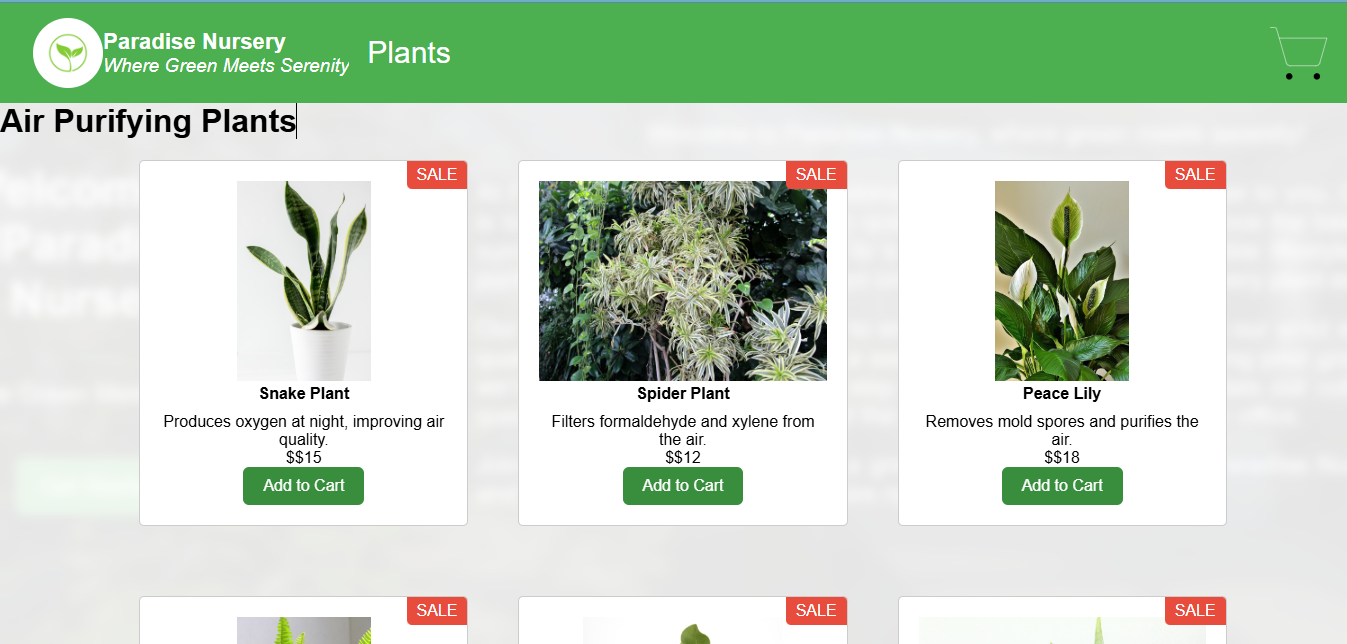 Paradise Nursery
Where Green Meets Serenity
Plants
Air Purifying Plants
SALE
SALE
SALE
Snake Plant
Spider Plant
Peace Lily
Produces oxygen at night, improving air
quality.
$$15
Filters formaldehyde and xylene from
the air.
$$12
Removes mold spores and purifies the
air.
$$18
Add to Cart
Add to Cart
Add to Cart
SALE
SALE
SALE